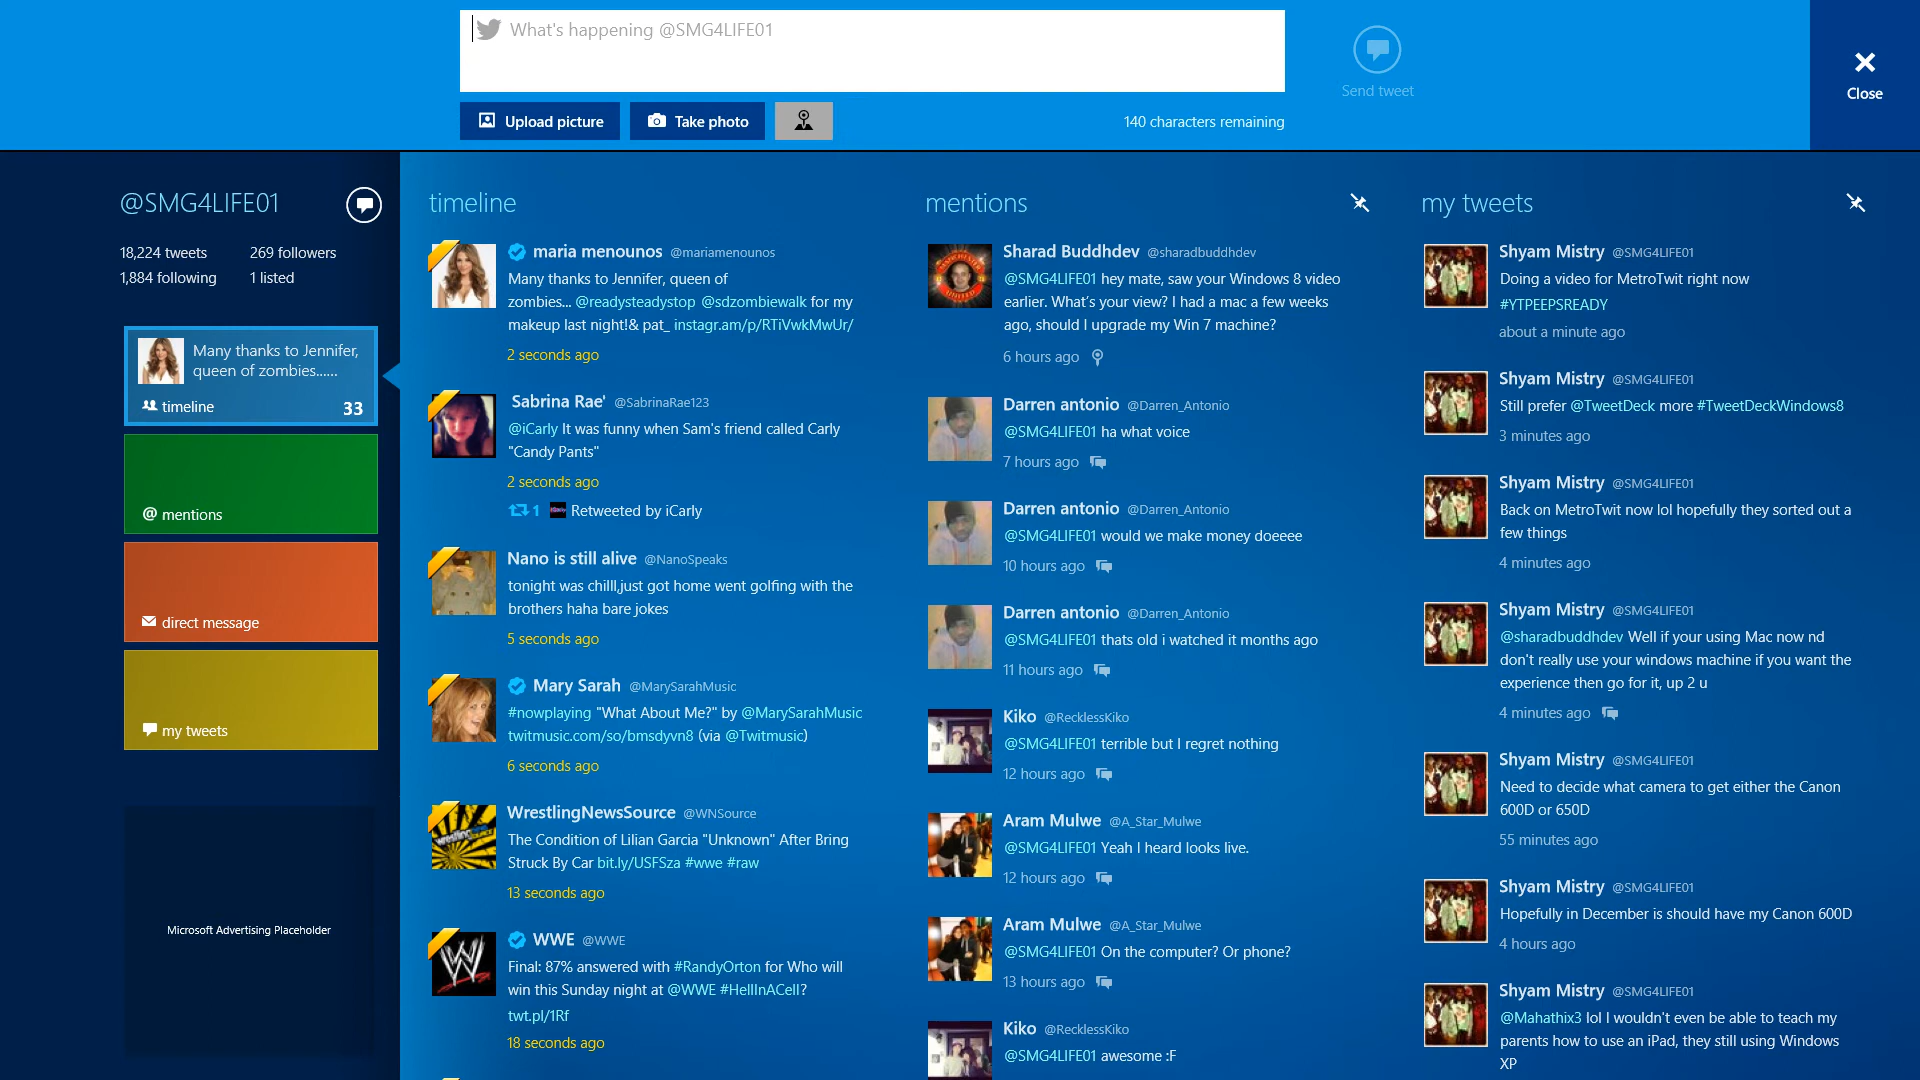 What's happening @SMG4LIFE01
Send tweet
Close
Upload picture
Take photo
140 characters remaining
@SMG4LIFE01
18,224 tweets 269 followers
1,884 following 1 listed
Many thanks to Jennifer,
queen of zombies......
timeline 33
@ mentions
direct message
my tweets
Microsoft Advertising Placeholder
timeline
maria menounos @mariamenounos
Many thanks to Jennifer, queen of
zombies... @readysteadystop @sdzombiewalk for my
makeup last night!& pat_ instagr.am/p/RTiVwkMwUr/
2 seconds ago
Sabrina Rae' @SabrinaRae123
@iCarly It was funny when Sam's friend called Carly
"Candy Pants"
2 seconds ago
1 Retweeted by iCarly
Nano is still alive @NanoSpeaks
tonight was chilll,just got home went golfing with the
brothers haha bare jokes
5 seconds ago
Mary Sarah @MarySarahMusic
#nowplaying "What About Me?" by @MarySarahMusic
twitmusic.com/so/bmsdyvn8 (via @Twitmusic)
6 seconds ago
WrestlingNewsSource @WNSource
The Condition of Lilian Garcia "Unknown" After Bring
Struck By Car bit.ly/USFSza #wwe #raw
13 seconds ago
WWE @WWE
Final: 87% answered with #RandyOrton for Who will
win this Sunday night at @WWE #HellInACell?
twt.pl/1Rf
18 seconds ago
mentions
Sharad Buddhdev @sharadbuddhdev
@SMG4LIFE01 hey mate, saw your Windows 8 video
earlier. What's your view? I had a mac a few weeks
ago, should I upgrade my Win 7 machine?
6 hours ago
Darren antonio @Darren_Antonio
@SMG4LIFE01 ha what voice
7 hours ago
Darren antonio @Darren_Antonio
@SMG4LIFE01 would we make money doeeee
10 hours ago
Darren antonio @Darren_Antonio
@SMG4LIFE01 thats old i watched it months ago
11 hours ago
Kiko @RecklessKiko
@SMG4LIFE01 terrible but I regret nothing
12 hours ago
Aram Mulwe @A_Star_Mulwe
@SMG4LIFE01 Yeah I heard looks live.
12 hours ago
Aram Mulwe @A_Star_Mulwe
@SMG4LIFE01 On the computer? Or phone?
13 hours ago
Kiko @RecklessKiko
@SMG4LIFE01 awesome :F
my tweets
Shyam Mistry @SMG4LIFE01
Doing a video for MetroTwit right now
#YTPEEPSREADY
about a minute ago
Shyam Mistry @SMG4LIFE01
Still prefer @TweetDeck more #TweetDeckWindows8
3 minutes ago
Shyam Mistry @SMG4LIFE01
Back on MetroTwit now lol hopefully they sorted out a
few things
4 minutes ago
Shyam Mistry @SMG4LIFE01
@sharadbuddhdev Well if your using Mac now nd
don't really use your windows machine if you want the
experience then go for it, up 2 u
4 minutes ago
Shyam Mistry @SMG4LIFE01
Need to decide what camera to get either the Canon
600D or 650D
55 minutes ago
Shyam Mistry @SMG4LIFE01
Hopefully in December is should have my Canon 600D
4 hours ago
Shyam Mistry @SMG4LIFE01
@Mahathix3 lol I wouldn't even be able to teach my
parents how to use an iPad, they still using Windows
XP